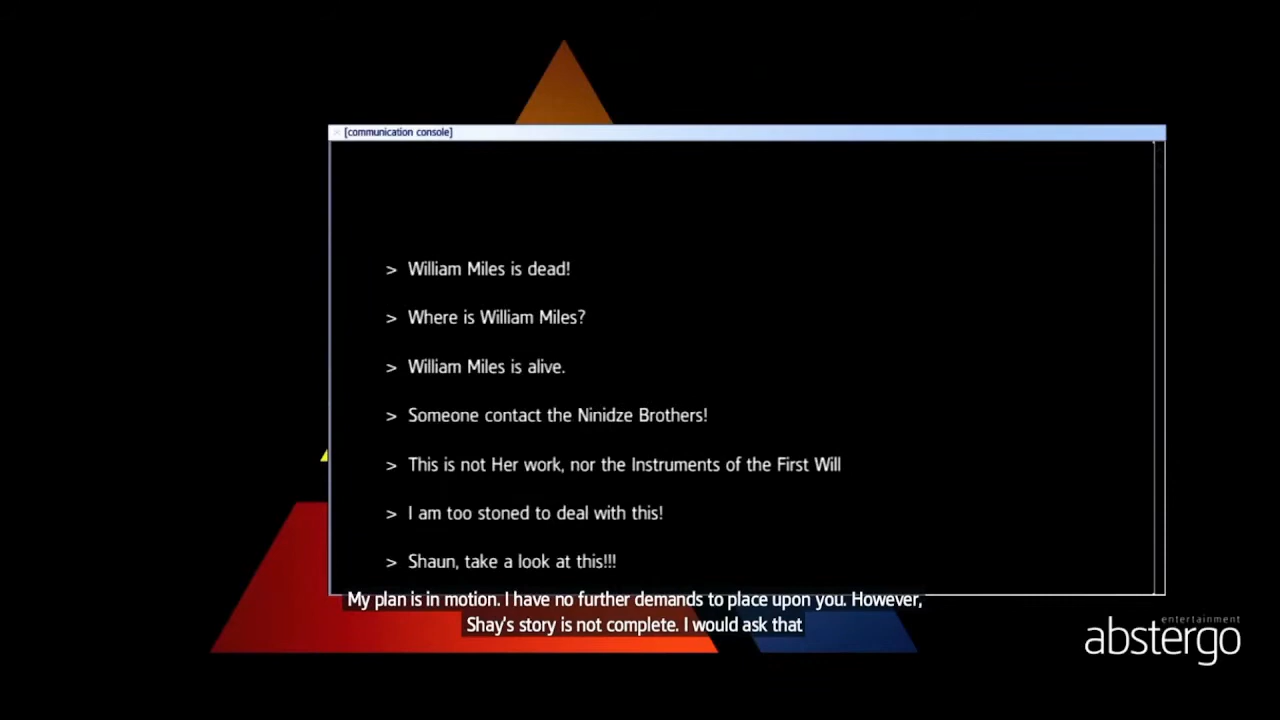 [communication console]
> William Miles is dead!
> Where is William Miles?
> William Miles is alive.
> Someone contact the Ninidze Brothers!
> This is not Her work, nor the Instruments of the First Will
> I am too stoned to deal with this!
> Shaun, take a look at this!!!
My plan is in motion. I have no further demands to place upon you. However,
Shay's story is not complete. I would ask that
entertainment
abstergo